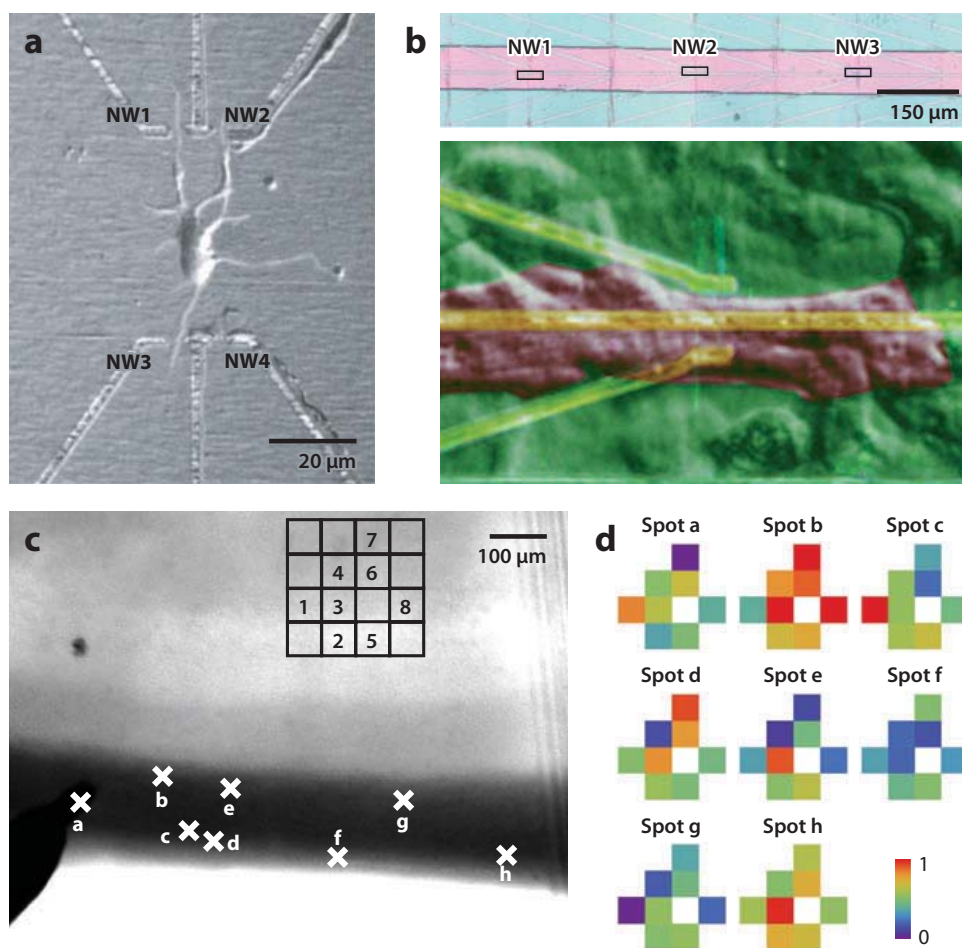 a
NW1
NW2
NW3
NW4
20 μm
b
NW1
NW2
NW3
150 μm
c
7
4
6
1
3
8
2
5
100 μm
a
b
c
d
e
f
g
h
d
Spot a
Spot b
Spot c
Spot d
Spot e
Spot f
Spot g
Spot h
1
0